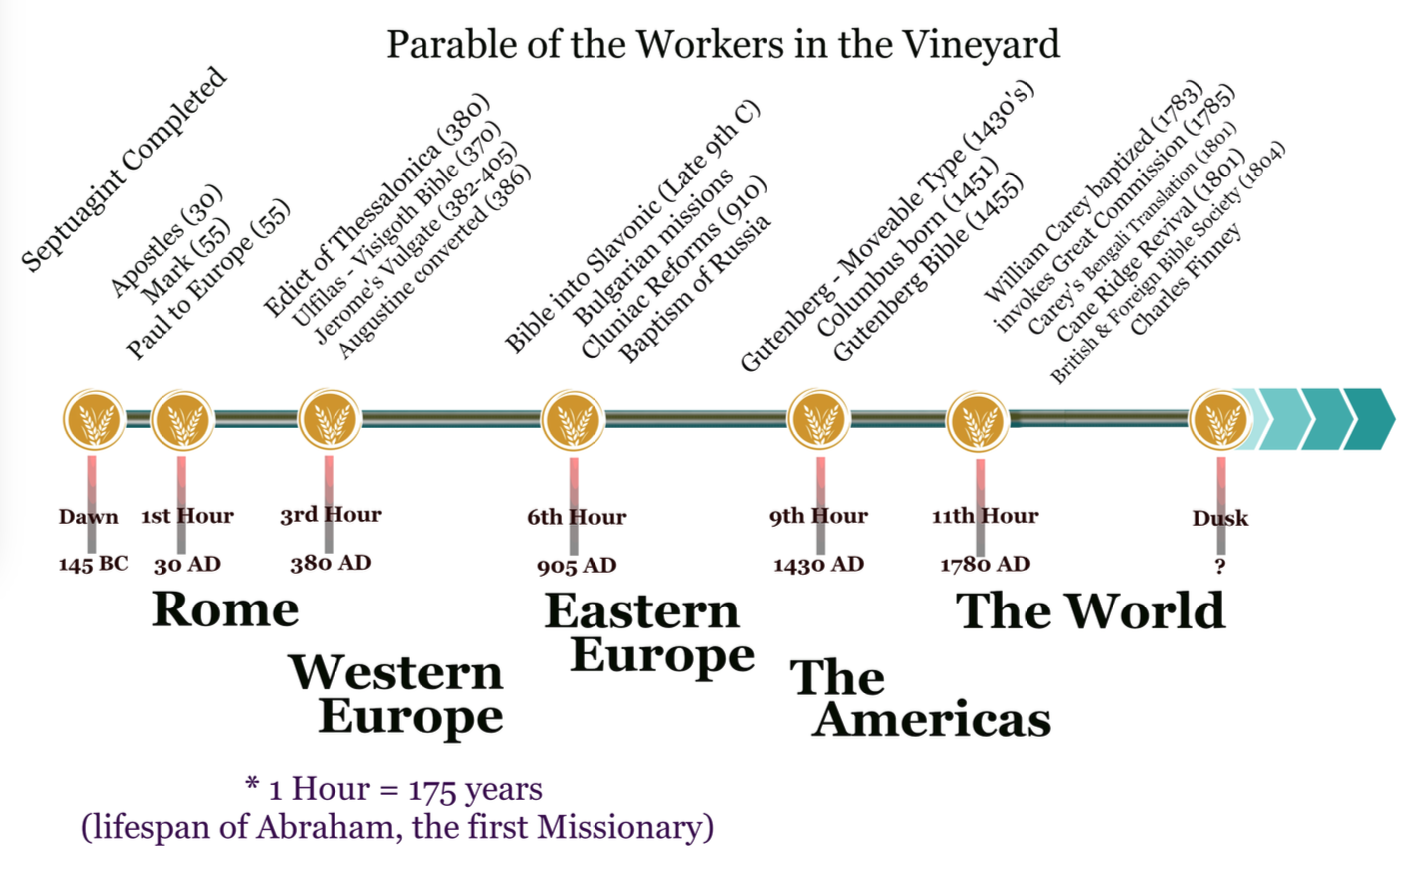 Parable of the Workers in the Vineyard
Septuagint Completed
Apostles (30)
Mark (55)
Paul to Europe (55)
Edict of Thessalonica (380)
Ulfilas - Visigoth Bible (370)
Jerome's Vulgate (382-405)
Augustine converted (386)
Bible into Slavonic (Late 9th C)
Bulgarian missions
Cluniac Reforms (910)
Baptism of Russia
Gutenberg - Moveable Type (1430's)
Columbus born (1451)
Gutenberg Bible (1455)
William Carey baptized (1783)
invokes Great Commission (1785)
Carey's Bengali Translation (1801)
Cane Ridge Revival (1801)
British & Foreign Bible Society (1804)
Charles Finney
Dawn
145 BC
1st Hour
30 AD
3rd Hour
380 AD
6th Hour
905 AD
9th Hour
1430 AD
11th Hour
1780 AD
Dusk
?
Rome
Western
Europe
Eastern
Europe
The
Americas
The World
* 1 Hour = 175 years
(lifespan of Abraham, the first Missionary)